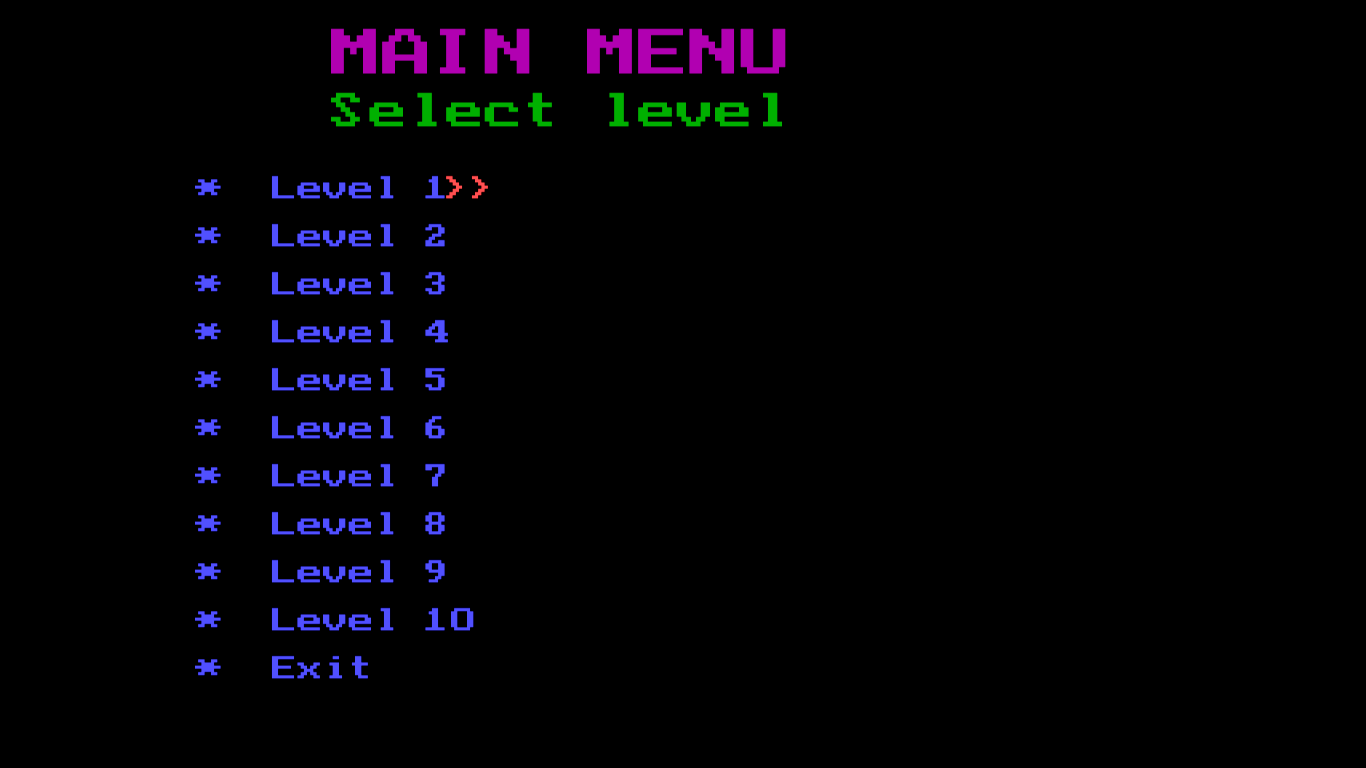 MAIN MENU
Select level
* Level 1>>
* Level 2
* Level 3
* Level 4
* Level 5
* Level 6
* Level 7
* Level 8
* Level 9
* Level 10
* Exit